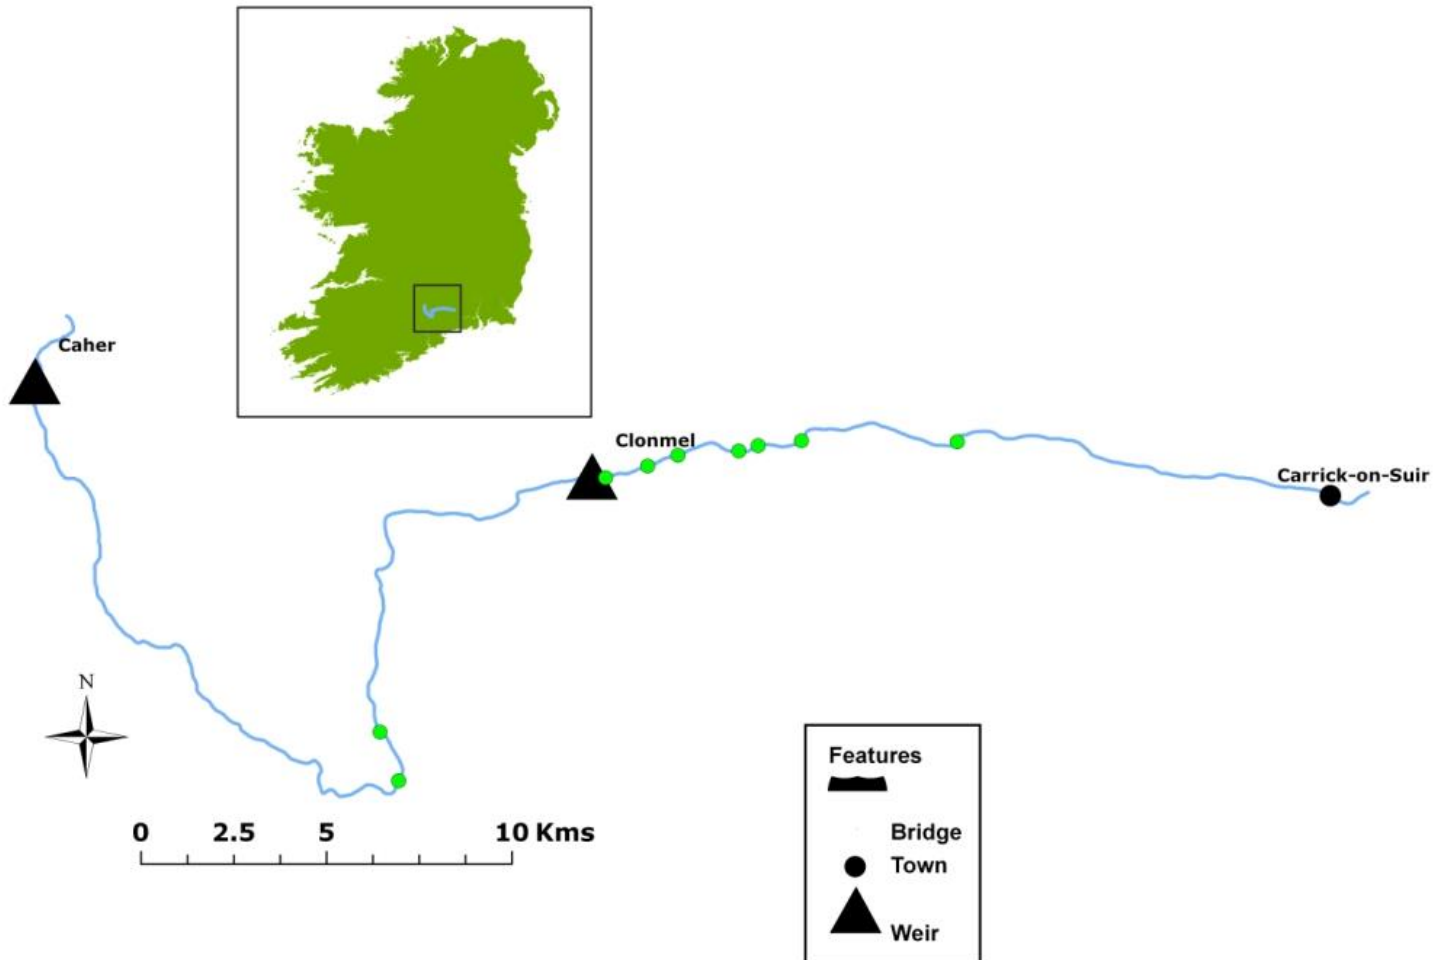 Caher
Clonmel
Carrick-on-Suir
N
0 2.5 5 10 Kms
Features
Bridge
Town
Weir